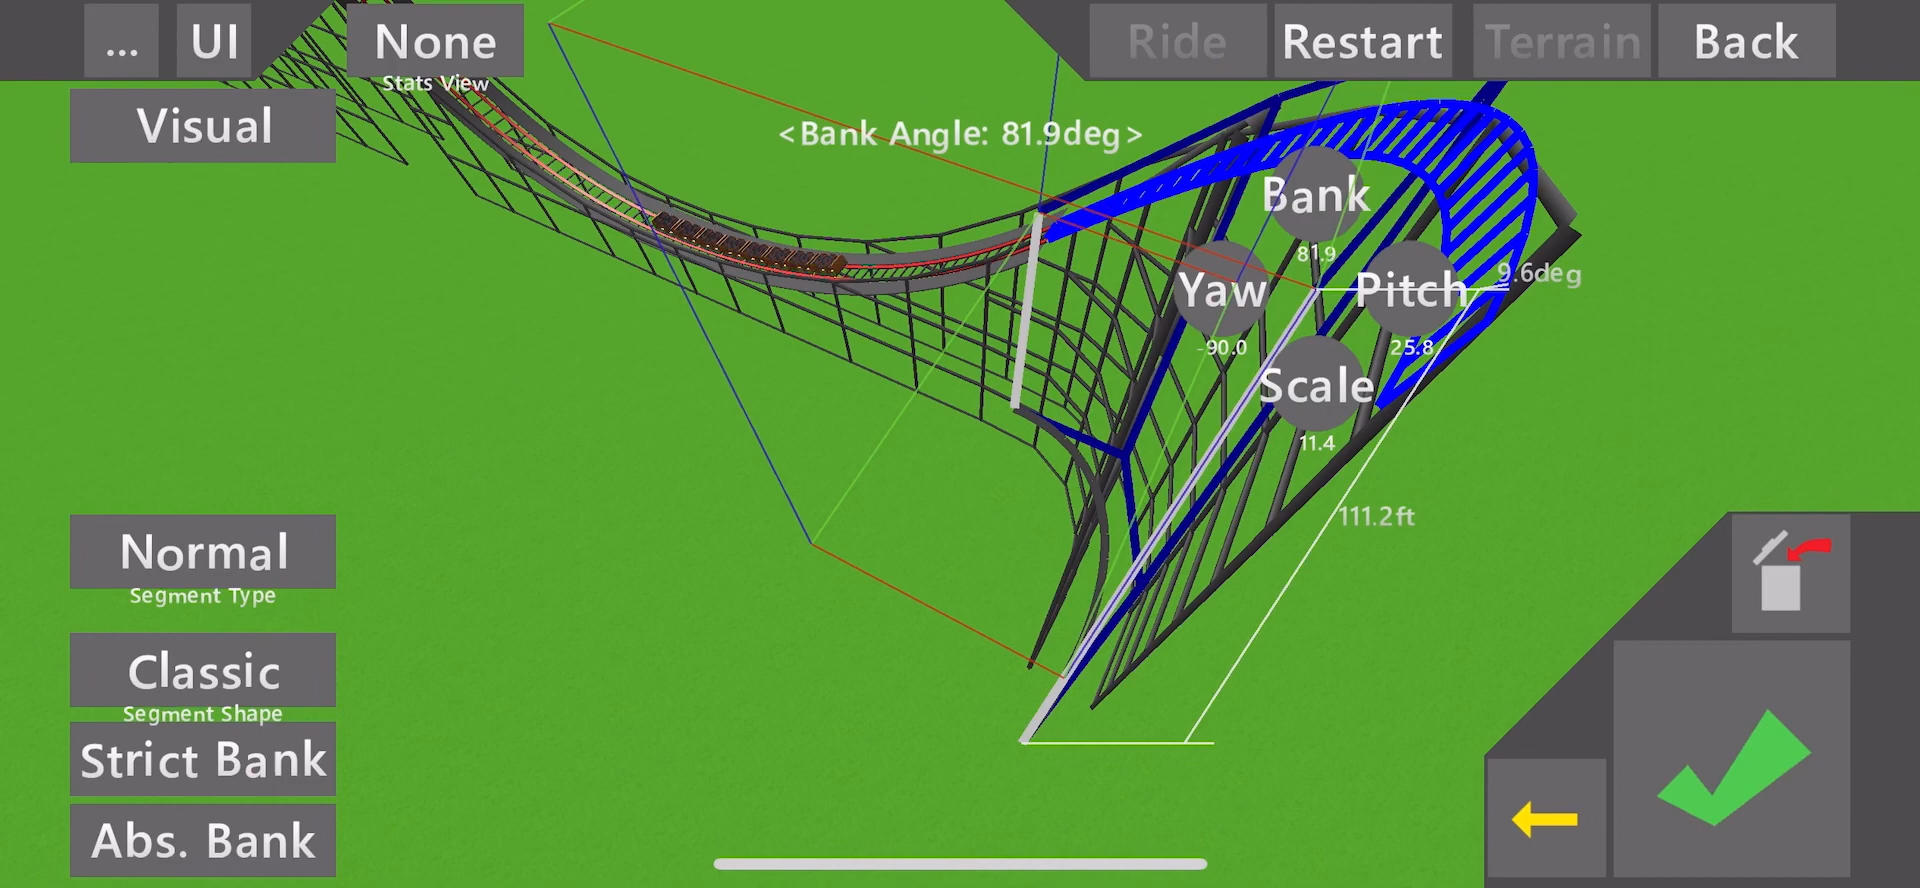 ...
UI
None
Stats View
Ride
Restart
Terrain
Back
Visual
<Bank Angle: 81.9deg>
Bank
81.9
Yaw
-90.0
Pitch
25.8
9.6deg
Scale
11.4
111.2ft
Normal
Segment Type
Classic
Segment Shape
Strict Bank
Abs. Bank